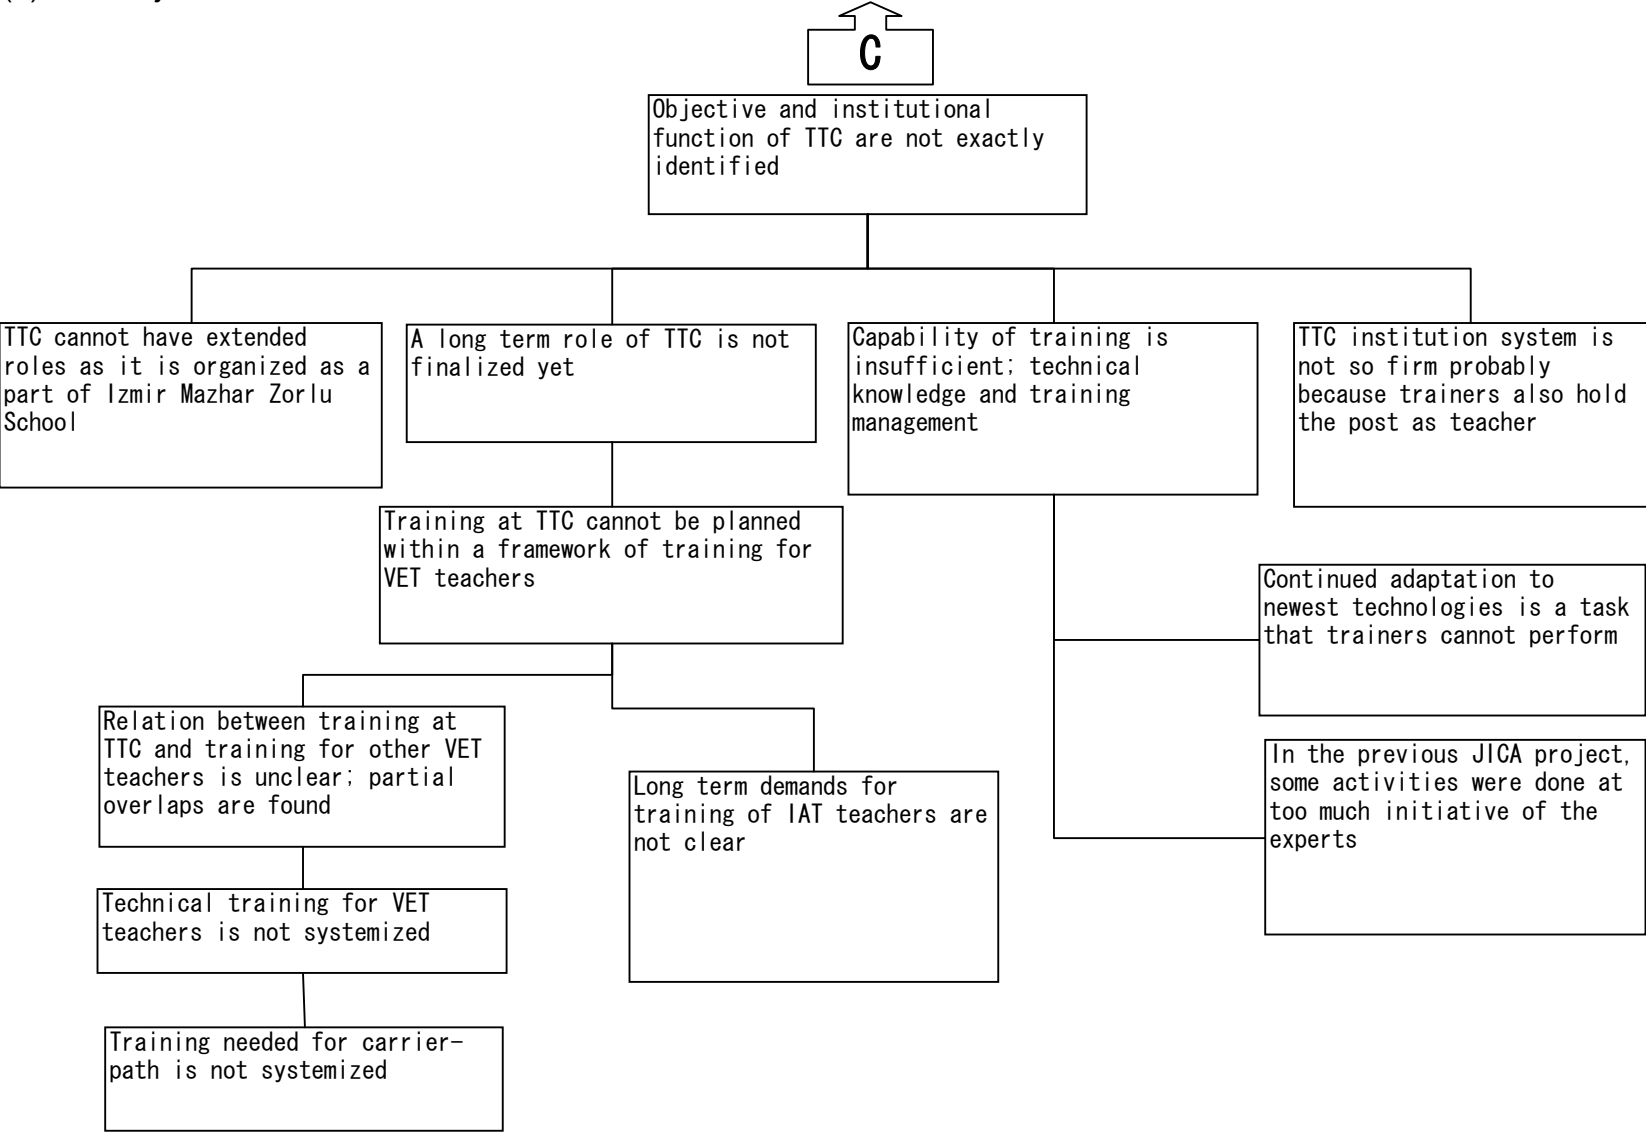 C
Objective and institutional
function of TTC are not exactly
identified
TTC cannot have extended
roles as it is organized as a
part of Izmir Mazhar Zorlu
School
A long term role of TTC is not
finalized yet
Capability of training is
insufficient; technical
knowledge and training
management
TTC institution system is
not so firm probably
because trainers also hold
the post as teacher
Training at TTC cannot be planned
within a framework of training for
VET teachers
Continued adaptation to
newest technologies is a task
that trainers cannot perform
Relation between training at
TTC and training for other VET
teachers is unclear; partial
overlaps are found
Long term demands for
training of IAT teachers are
not clear
In the previous JICA project,
some activities were done at
too much initiative of the
experts
Technical training for VET
teachers is not systemized
Training needed for carrier-
path is not systemized